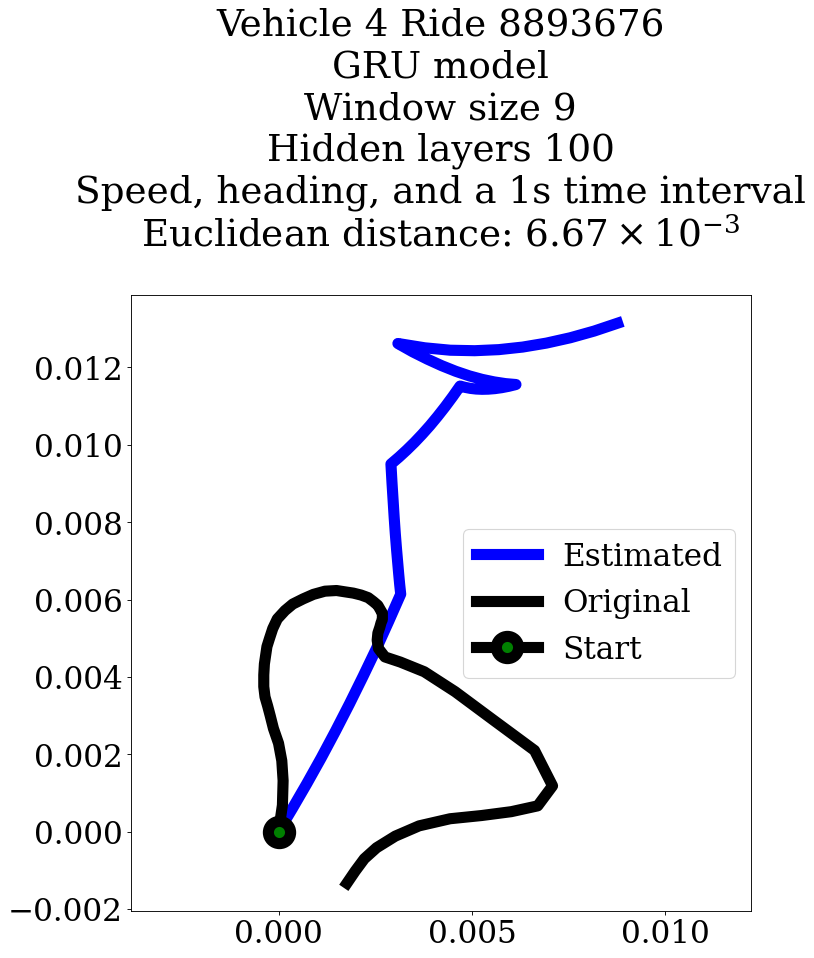 Vehicle 4 Ride 8893676
GRU model
Window size 9
Hidden layers 100
Speed, heading, and a 1s time interval
Euclidean distance: 6.67 × 10⁻³
0.012
0.010
0.008
0.006
0.004
0.002
0.000
−0.002
Estimated
Original
Start
0.000 0.005 0.010